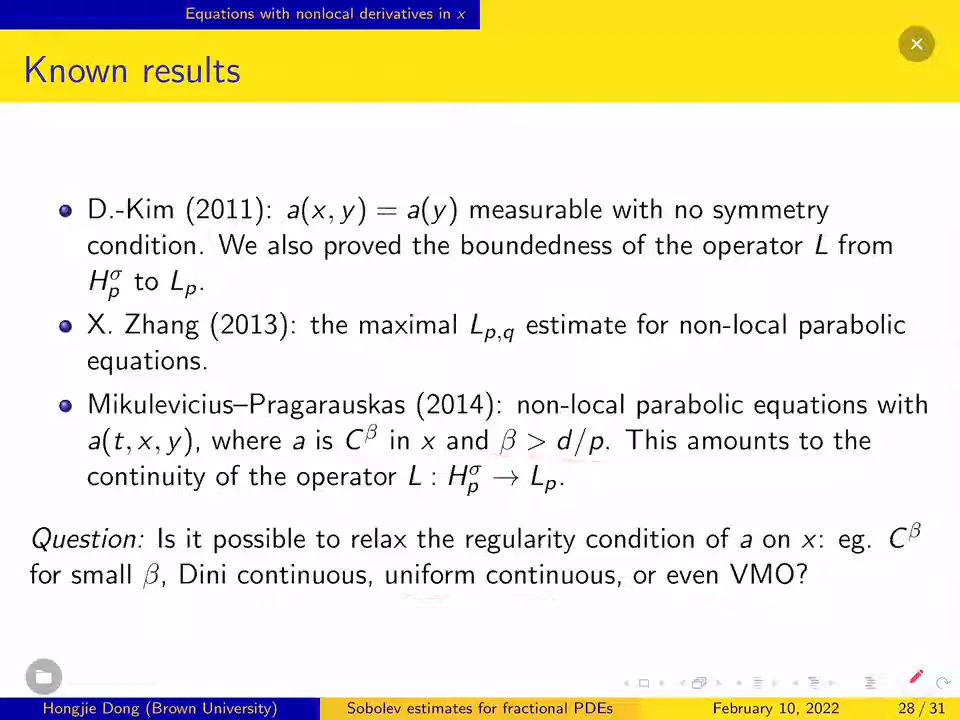 Equations with nonlocal derivatives in x
Known results
D.-Kim (2011): a(x, y) = a(y) measurable with no symmetry
condition. We also proved the boundedness of the operator L from
H_p^σ to L_p.
X. Zhang (2013): the maximal L_{p,q} estimate for non-local parabolic
equations.
Mikulevicius–Pragarauskas (2014): non-local parabolic equations with
a(t, x, y), where a is C^β in x and β > d/p. This amounts to the
continuity of the operator L : H_p^σ → L_p.
Question: Is it possible to relax the regularity condition of a on x: eg. C^β
for small β, Dini continuous, uniform continuous, or even VMO?
Hongjie Dong (Brown University) Sobolev estimates for fractional PDEs February 10, 2022 28 / 31